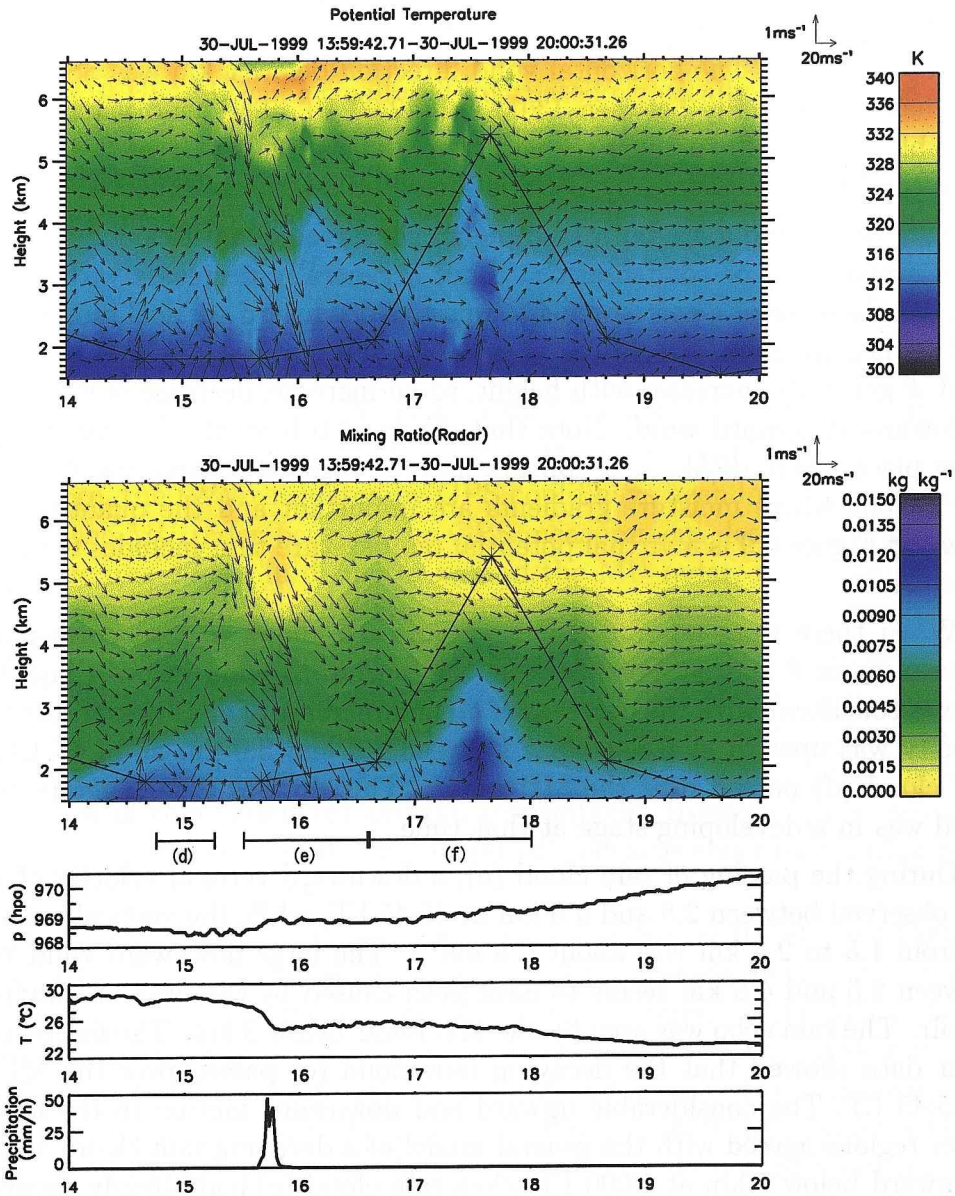 Potential Temperature
30-JUL-1999 13:59:42.71-30-JUL-1999 20:00:31.26
1ms⁻¹
20ms⁻¹
K
340
336
332
328
324
320
316
312
308
304
300
Height (km)
6
5
4
3
2
14 15 16 17 18 19 20
Mixing Ratio(Radar)
30-JUL-1999 13:59:42.71-30-JUL-1999 20:00:31.26
1ms⁻¹
20ms⁻¹
kg kg⁻¹
0.0150
0.0135
0.0120
0.0105
0.0090
0.0075
0.0060
0.0045
0.0030
0.0015
0.0000
Height (km)
6
5
4
3
2
14 15 16 17 18 19 20
(d) (e) (f)
p (hpa)
970
969
968
14 15 16 17 18 19 20
T (°C)
30
26
22
14 15 16 17 18 19 20
Precipitation
(mm/h)
50
25
0
14 15 16 17 18 19 20